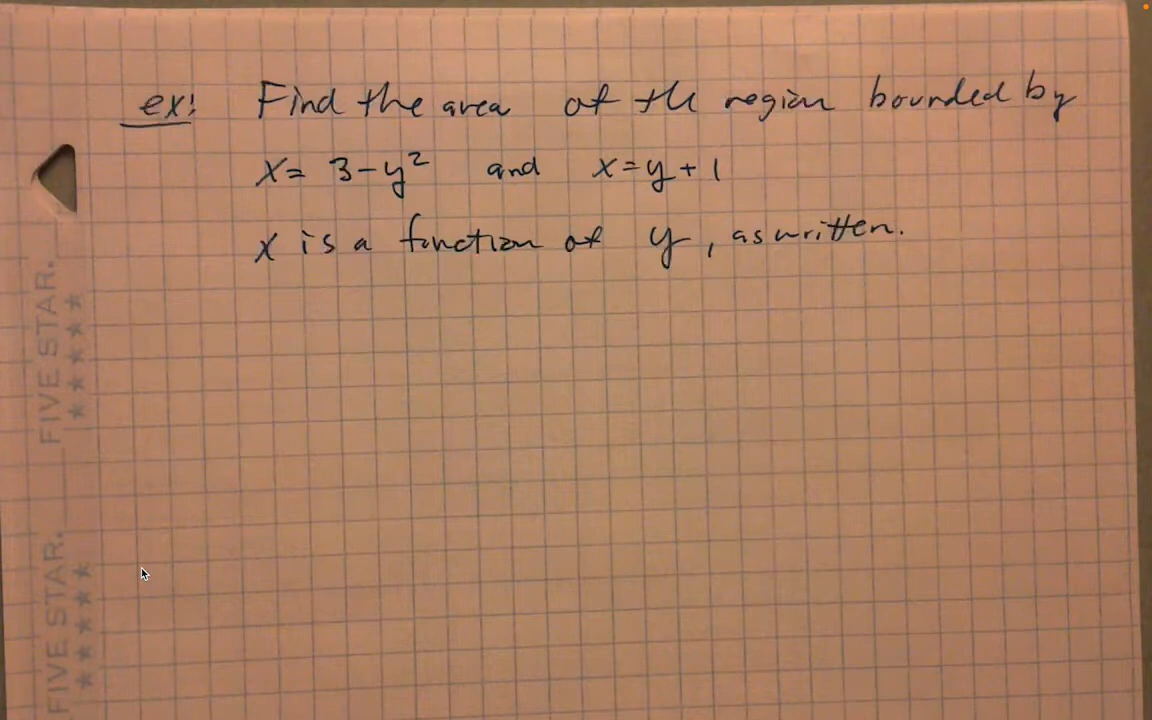 ex: Find the area of the region bounded by
x = 3 - y² and x = y + 1
x is a function of y, as written.
FIVE STAR.
★★★★★
FIVE STAR.
★★★★★